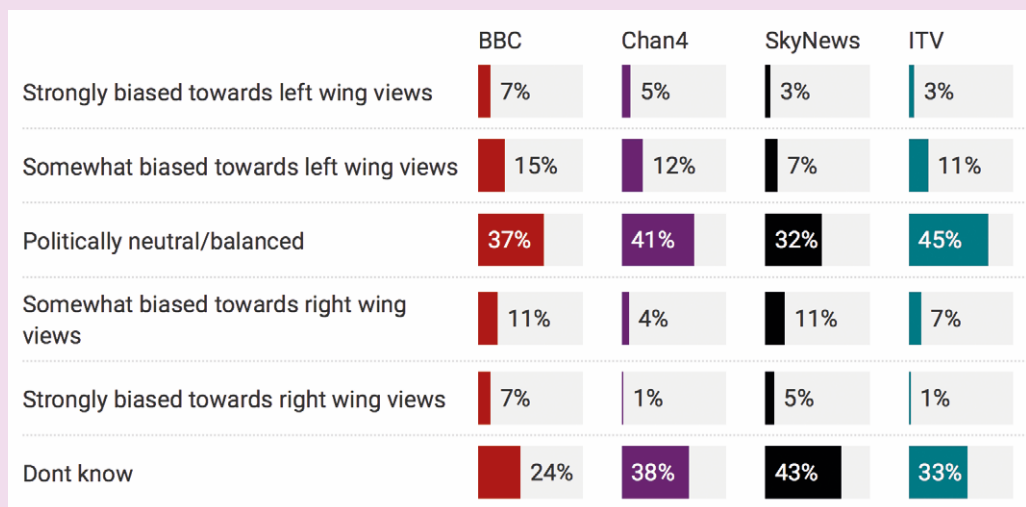 BBC Chan4 SkyNews ITV
Strongly biased towards left wing views 7% 5% 3% 3%
Somewhat biased towards left wing views 15% 12% 7% 11%
Politically neutral/balanced 37% 41% 32% 45%
Somewhat biased towards right wing
views 11% 4% 11% 7%
Strongly biased towards right wing views 7% 1% 5% 1%
Dont know 24% 38% 43% 33%